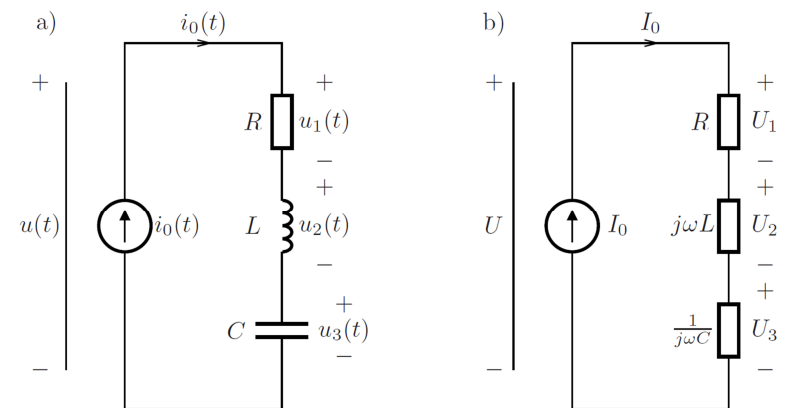 a)
i₀(t)
+
+
R
u₁(t)
−
+
u(t)
i₀(t)
L
u₂(t)
−
+
C
u₃(t)
−
−
b)
I₀
+
+
R
U₁
−
+
U
I₀
jωL
U₂
−
+
1/jωC
U₃
−
−